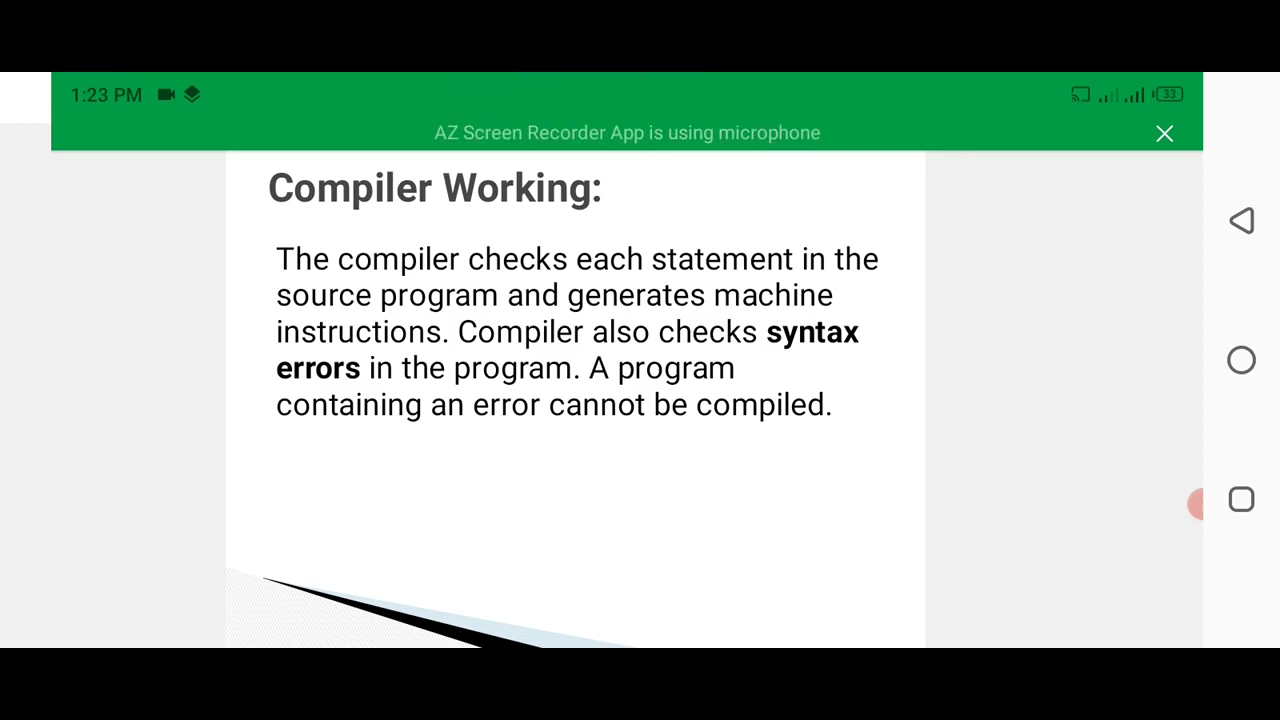 1:23 PM
33
AZ Screen Recorder App is using microphone
Compiler Working:
The compiler checks each statement in the
source program and generates machine
instructions. Compiler also checks syntax
errors in the program. A program
containing an error cannot be compiled.